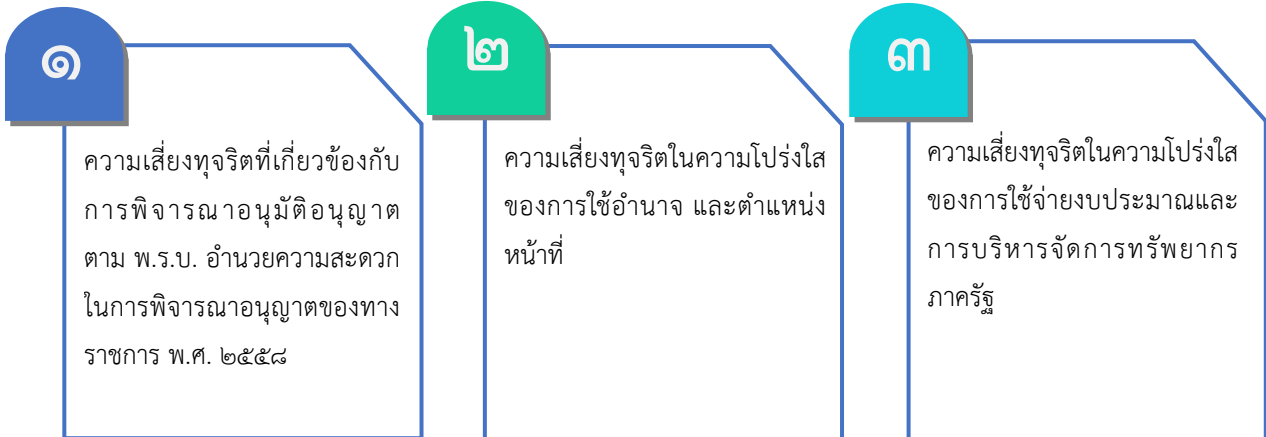 ๑
ความเสี่ยงทุจริตที่เกี่ยวข้องกับ
การพิจารณาอนุมัติอนุญาต
ตาม พ.ร.บ. อำนวยความสะดวก
ในการพิจารณาอนุญาตของทาง
ราชการ พ.ศ. ๒๕๕๘
๒
ความเสี่ยงทุจริตในความโปร่งใส
ของการใช้อำนาจ และตำแหน่ง
หน้าที่
๓
ความเสี่ยงทุจริตในความโปร่งใส
ของการใช้จ่ายงบประมาณและ
การบริหารจัดการทรัพยากร
ภาครัฐ